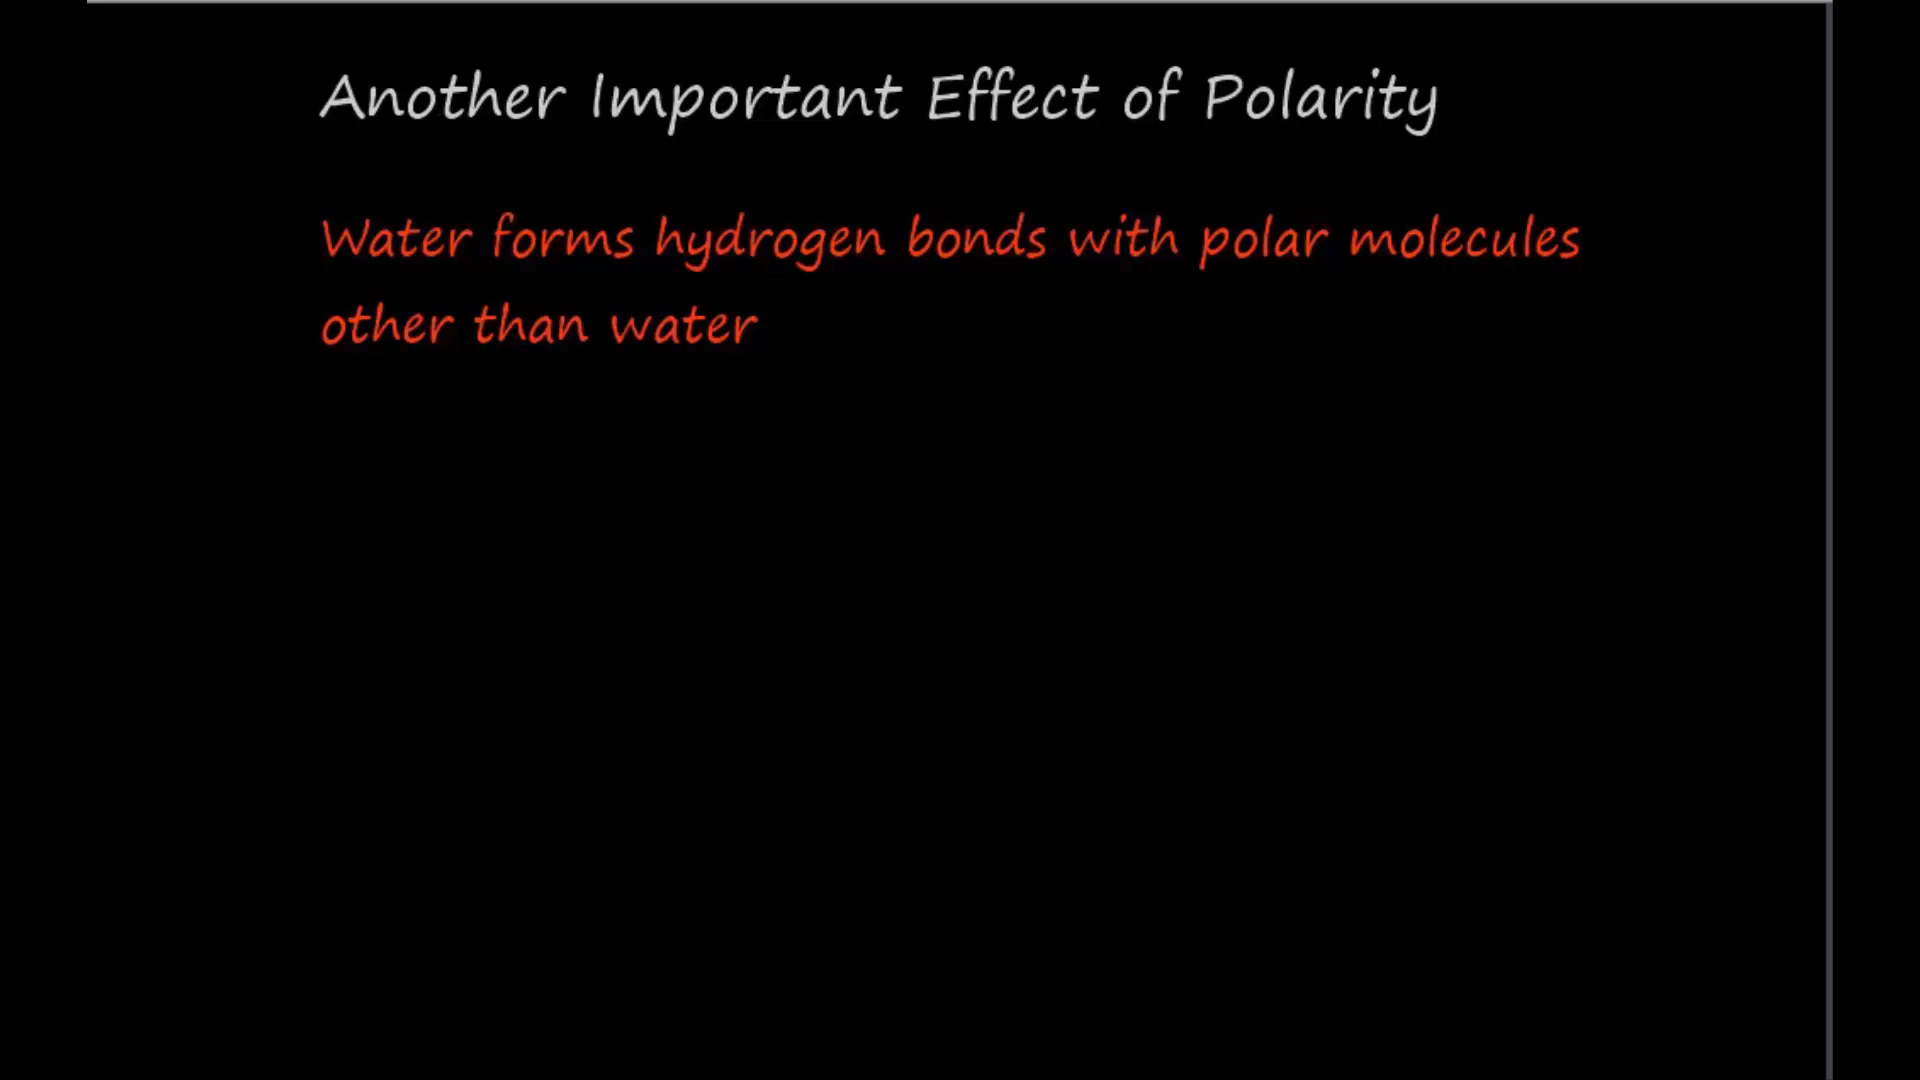 Another Important Effect of Polarity
Water forms hydrogen bonds with polar molecules
other than water